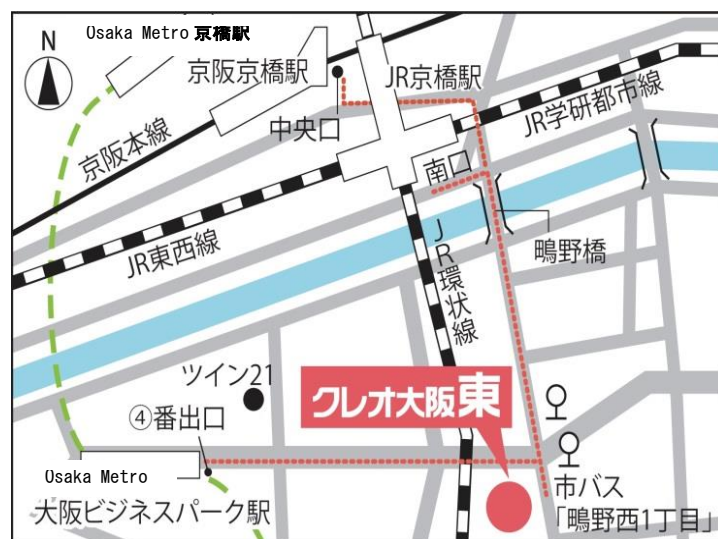 Osaka Metro 京橋駅
N
京阪京橋駅
JR京橋駅
中央口
JR学研都市線
京阪本線
南口
JR東西線
鴫野橋
JR環状線
ツイン21
クレオ大阪東
④番出口
Osaka Metro
大阪ビジネスパーク駅
市バス
「鴫野西1丁目」